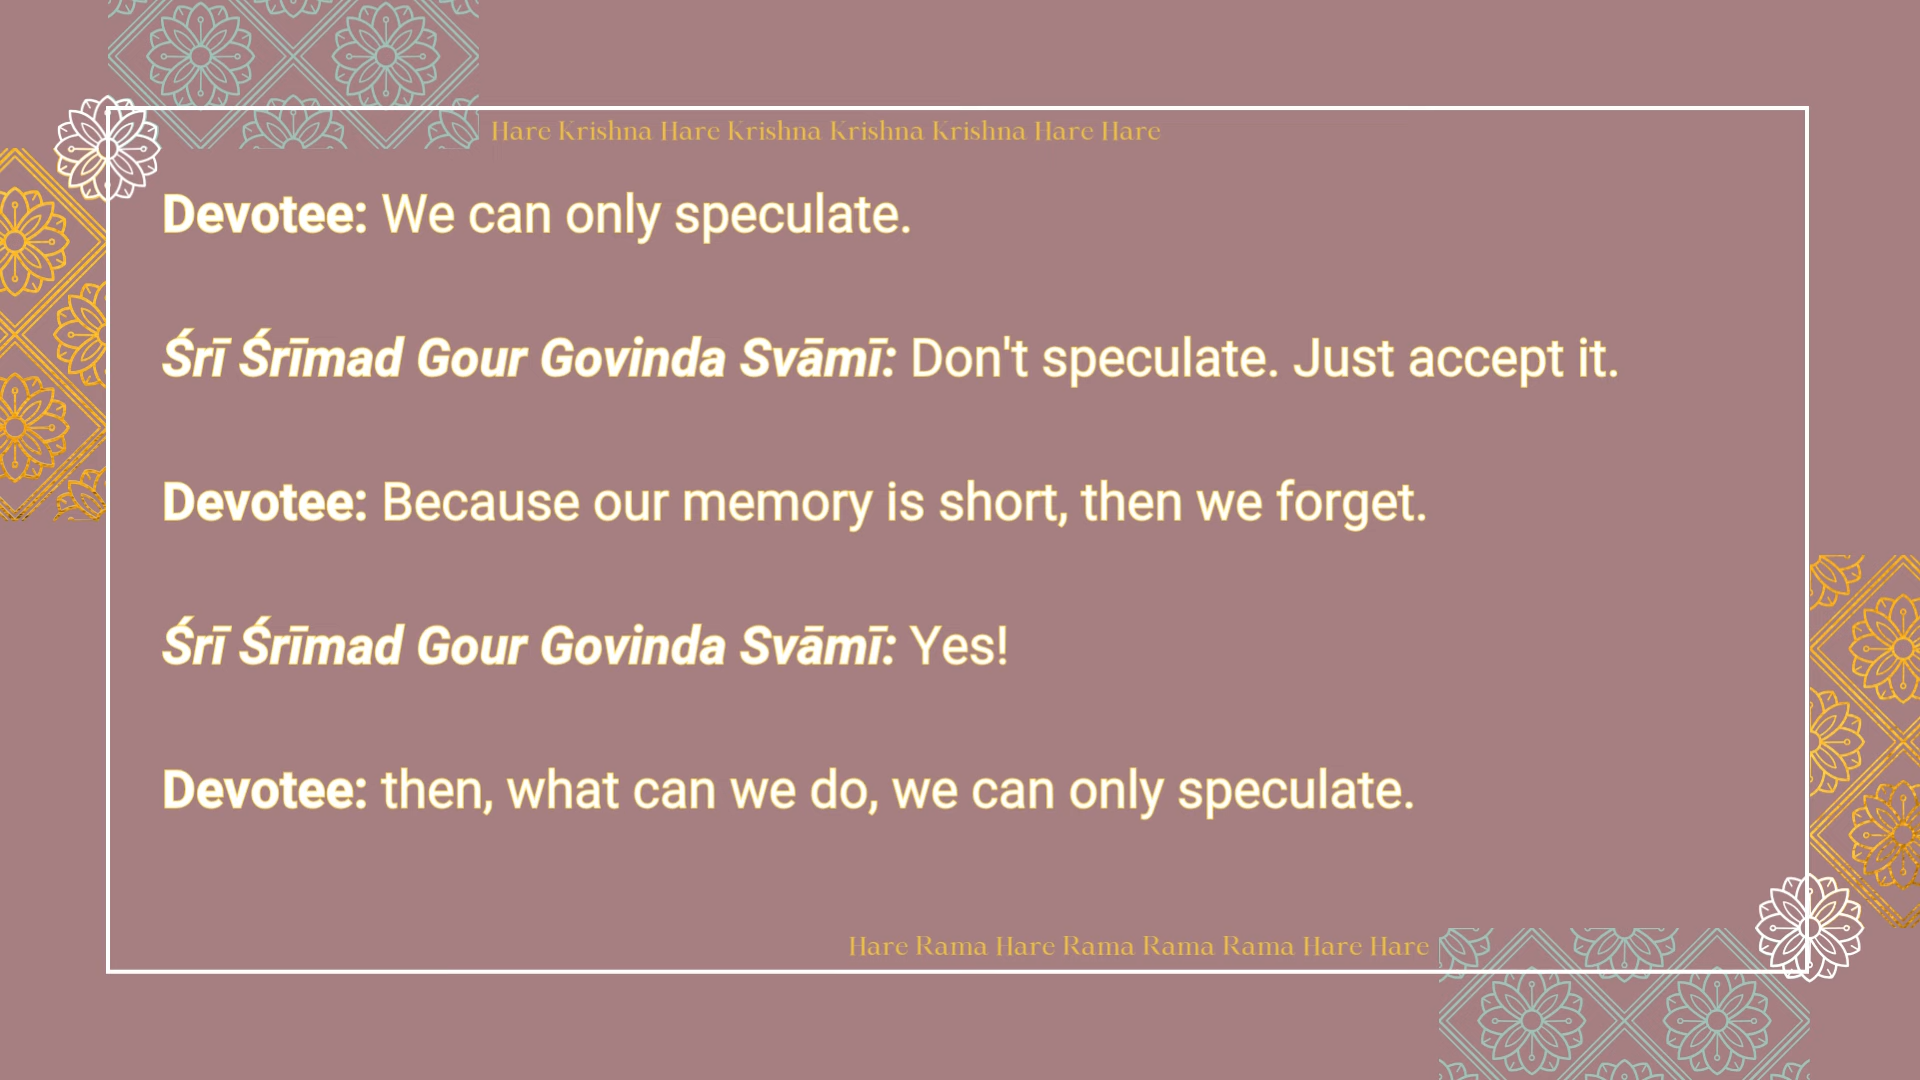 Hare Krishna Hare Krishna Krishna Krishna Hare Hare
Devotee: We can only speculate.
Śrī Śrīmad Gour Govinda Svāmī: Don't speculate. Just accept it.
Devotee: Because our memory is short, then we forget.
Śrī Śrīmad Gour Govinda Svāmī: Yes!
Devotee: then, what can we do, we can only speculate.
Hare Rama Hare Rama Rama Rama Hare Hare